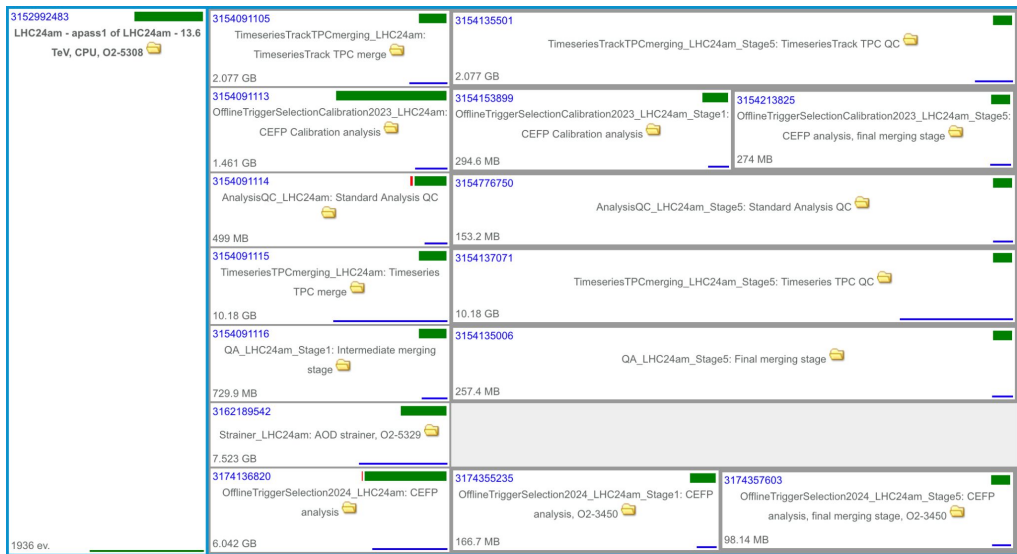 3152992483
LHC24am - apass1 of LHC24am - 13.6
TeV, CPU, O2-5308
1936 ev.
3154091105
TimeseriesTrackTPCmerging_LHC24am:
TimeseriesTrack TPC merge
2.077 GB
3154135501
TimeseriesTrackTPCmerging_LHC24am_Stage5: TimeseriesTrack TPC QC
2.077 GB
3154091113
OfflineTriggerSelectionCalibration2023_LHC24am:
CEFP Calibration analysis
1.461 GB
3154153899
OfflineTriggerSelectionCalibration2023_LHC24am_Stage1:
CEFP Calibration analysis
294.6 MB
3154213825
OfflineTriggerSelectionCalibration2023_LHC24am_Stage5:
CEFP analysis, final merging stage
274 MB
3154091114
AnalysisQC_LHC24am: Standard Analysis QC
499 MB
3154776750
AnalysisQC_LHC24am_Stage5: Standard Analysis QC
153.2 MB
3154091115
TimeseriesTPCmerging_LHC24am: Timeseries
TPC merge
10.18 GB
3154137071
TimeseriesTPCmerging_LHC24am_Stage5: Timeseries TPC QC
10.18 GB
3154091116
QA_LHC24am_Stage1: Intermediate merging
stage
729.9 MB
3154135006
QA_LHC24am_Stage5: Final merging stage
257.4 MB
3162189542
Strainer_LHC24am: AOD strainer, O2-5329
7.523 GB
3174136820
OfflineTriggerSelection2024_LHC24am: CEFP
analysis
6.042 GB
3174355235
OfflineTriggerSelection2024_LHC24am_Stage1: CEFP
analysis, O2-3450
166.7 MB
3174357603
OfflineTriggerSelection2024_LHC24am_Stage5: CEFP
analysis, final merging stage, O2-3450
98.14 MB